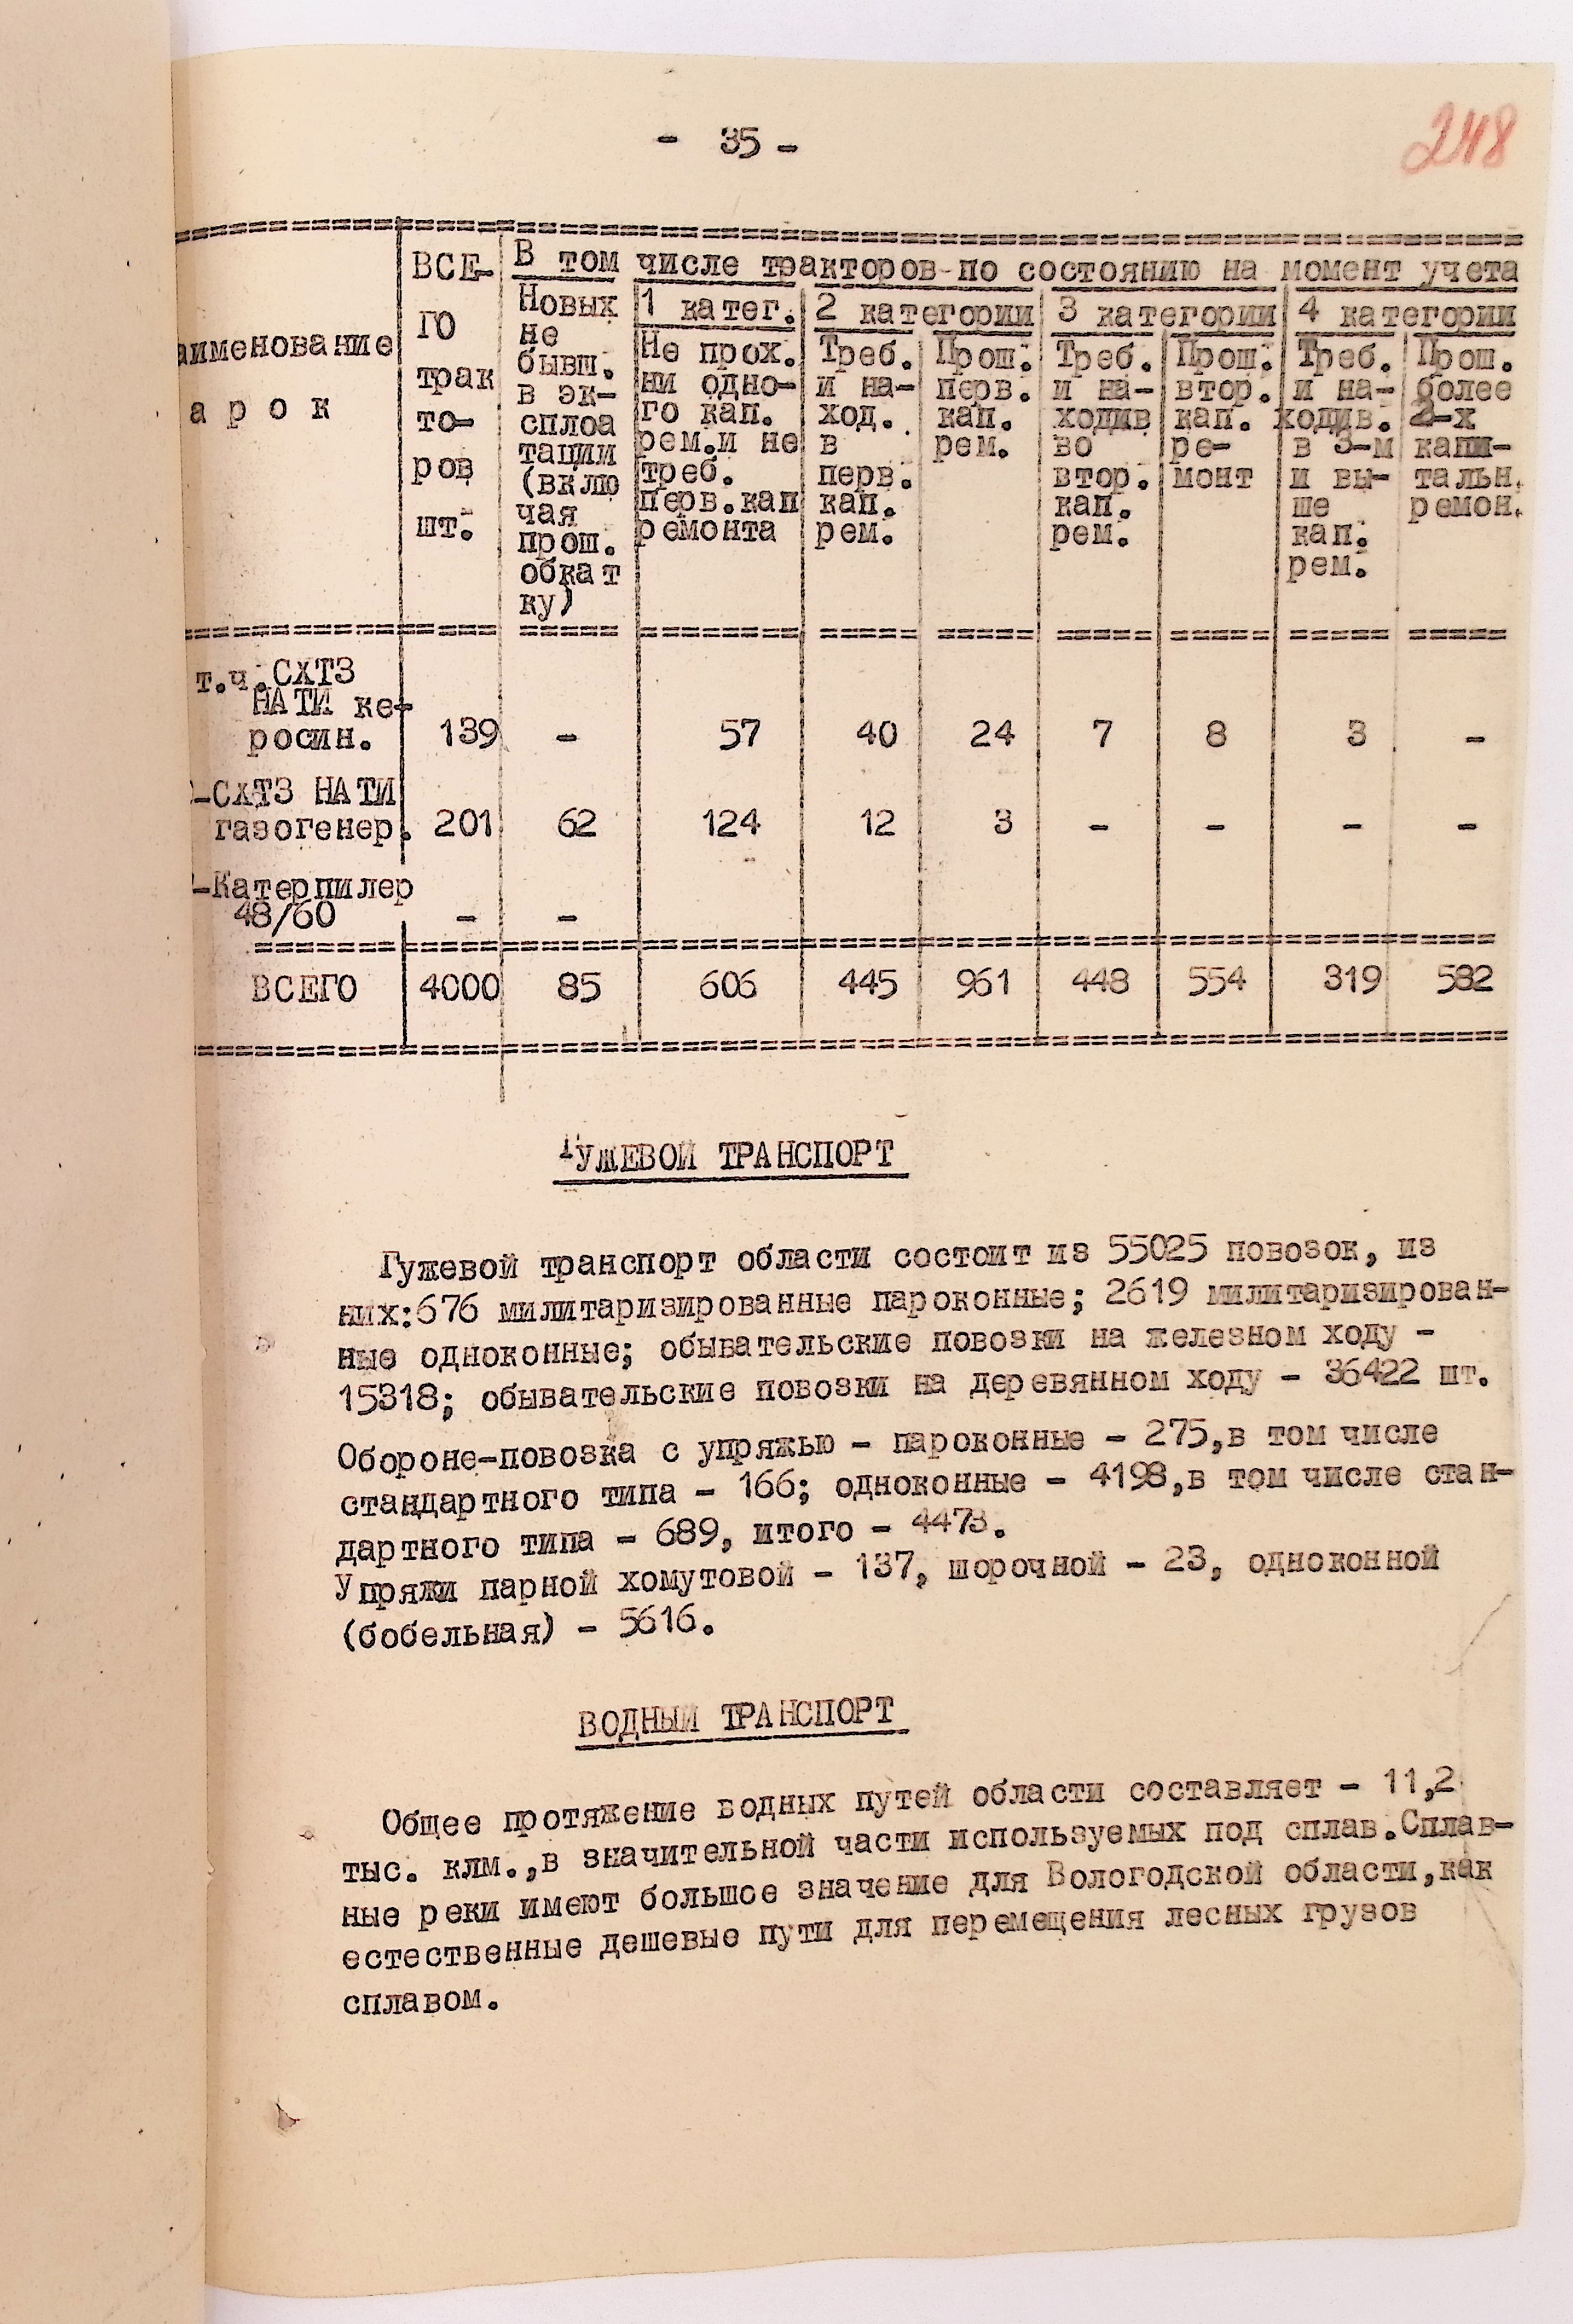 - 35 -
248
аименование
арок
ВСЕ-
ГО
трак
то-
ров
шт.
В том числе тракторов по состоянию на момент учета
Новых
не
бывш.
в эк-
сплоа
тации
(вклю
чая
прош.
обкат
ку)
1 катег.
Не прох.
ни одно-
го кап.
рем.и не
треб.
перв.кап
ремонта
2 категории
Треб.
и на-
ход.
в
перв.
кап.
рем.
Прош.
перв.
кап.
рем.
3 категории
Треб.
и на-
ходив
во
втор.
кап.
рем.
Прош.
втор.
кап.
ре-
монт
4 категории
Треб.
и на-
ходив.
в 3-м
и вы-
ше
кап.
рем.
Прош.
более
2-х
капи-
тальн.
ремон.
т.ч.СХТЗ
НАТИ ке-
росин. 139 - 57 40 24 7 8 3 -
-СХТЗ НАТИ
газогенер. 201 62 124 12 3 - - - -
-Катерпилер
48/60 - -
ВСЕГО 4000 85 606 445 961 448 554 319 582
ГУЖЕВОЙ ТРАНСПОРТ
Гужевой транспорт области состоит из 55025 повозок, из
них:676 милитаризированные пароконные; 2619 милитаризирован-
ные одноконные; обывательские повозки на железном ходу -
15318; обывательские повозки на деревянном ходу - 36422 шт.
Обороне-повозка с упряжью - пароконные - 275,в том числе
стандартного типа - 166; одноконные - 4198,в том числе стан-
дартного типа - 689, итого - 4473.
Упряжи парной хомутовой - 137, шорочной - 23, одноконной
(бобельная) - 5616.
ВОДНЫЙ ТРАНСПОРТ
Общее протяжение водных путей области составляет - 11,2
тыс. клм.,в значительной части используемых под сплав.Сплав-
ные реки имеют большое значение для Вологодской области,как
естественные дешевые пути для перемещения лесных грузов
сплавом.